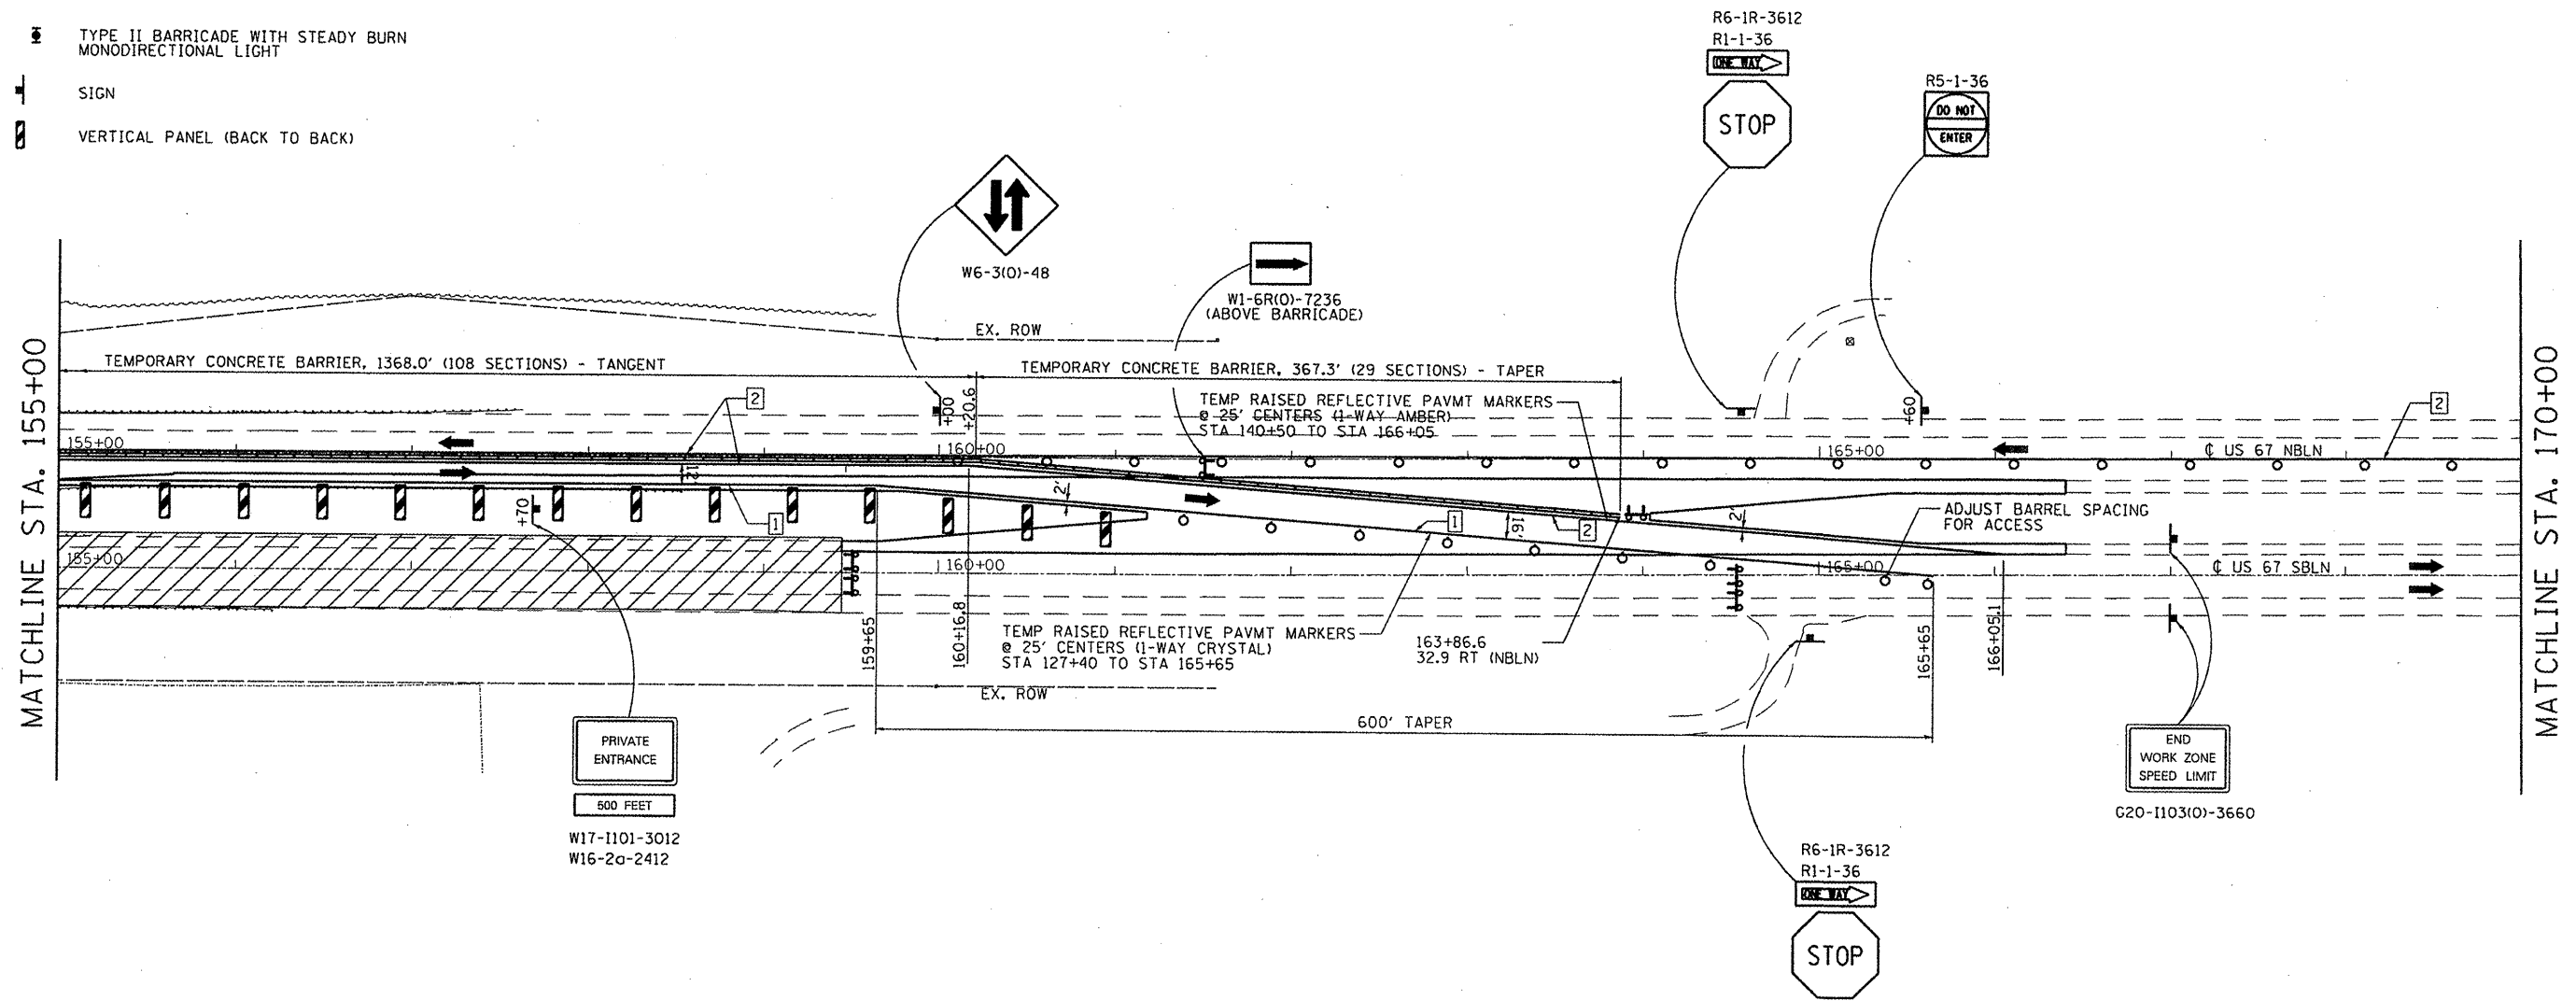 TYPE II BARRICADE WITH STEADY BURN
MONODIRECTIONAL LIGHT
SIGN
VERTICAL PANEL (BACK TO BACK)
R6-1R-3612
R1-1-36
ONE WAY
STOP
R5-1-36
DO NOT
ENTER
W6-3(O)-48
W1-6R(O)-7236
(ABOVE BARRICADE)
EX. ROW
TEMPORARY CONCRETE BARRIER, 1368.0' (108 SECTIONS) - TANGENT
TEMPORARY CONCRETE BARRIER, 367.3' (29 SECTIONS) - TAPER
TEMP RAISED REFLECTIVE PAVMT MARKERS
@ 25' CENTERS (1-WAY AMBER)
STA 140+50 TO STA 166+05
MATCHLINE STA. 155+00
MATCHLINE STA. 170+00
2
+00
+20.6
+60
2
155+00
160+00
165+00
℄ US 67 NBLN
12'
2'
+70
1
1
16'
2
2'
ADJUST BARREL SPACING
FOR ACCESS
155+00
160+00
165+00
℄ US 67 SBLN
159+65
160+16.8
TEMP RAISED REFLECTIVE PAVMT MARKERS
@ 25' CENTERS (1-WAY CRYSTAL)
STA 127+40 TO STA 165+65
163+86.6
32.9 RT (NBLN)
165+65
166+05.1
EX. ROW
600' TAPER
PRIVATE
ENTRANCE
500 FEET
W17-I101-3012
W16-2a-2412
END
WORK ZONE
SPEED LIMIT
G20-I103(O)-3660
R6-1R-3612
R1-1-36
ONE WAY
STOP